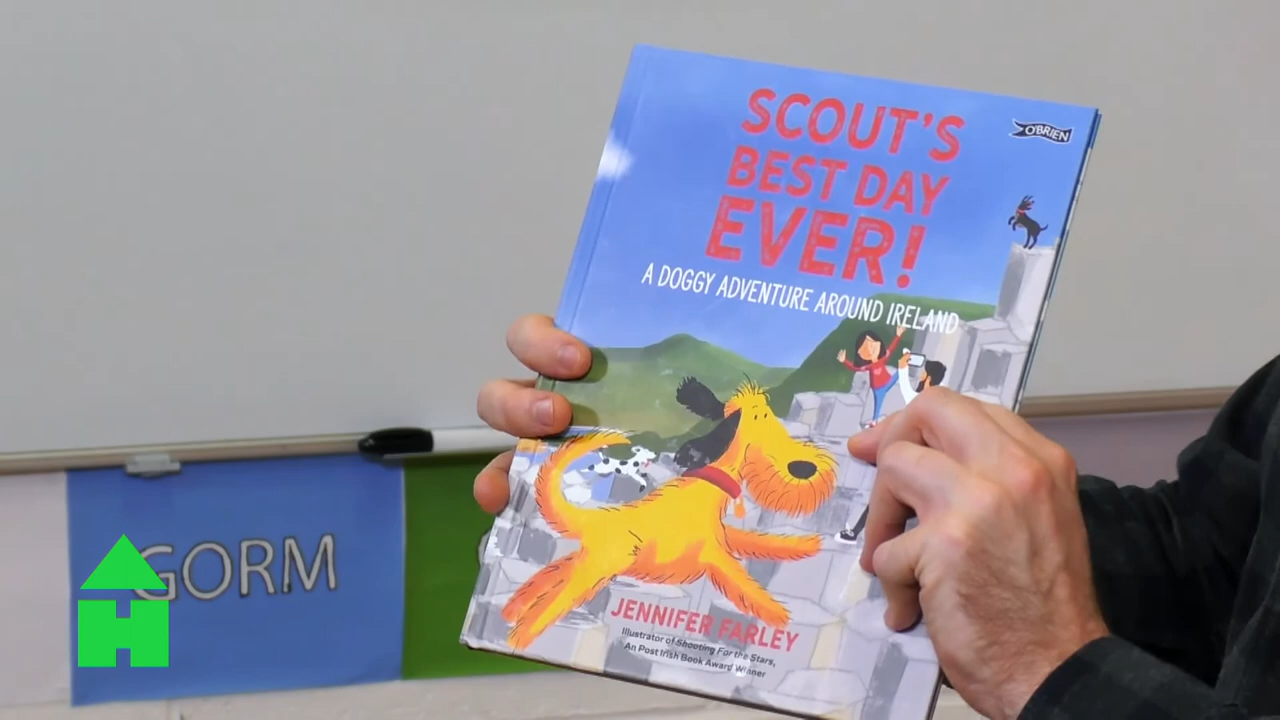 SCOUT'S
BEST DAY
EVER!
O'BRIEN
A DOGGY ADVENTURE AROUND IRELAND
JENNIFER FARLEY
Illustrator of Shooting For the Stars,
An Post Irish Book Award Winner
GORM
H